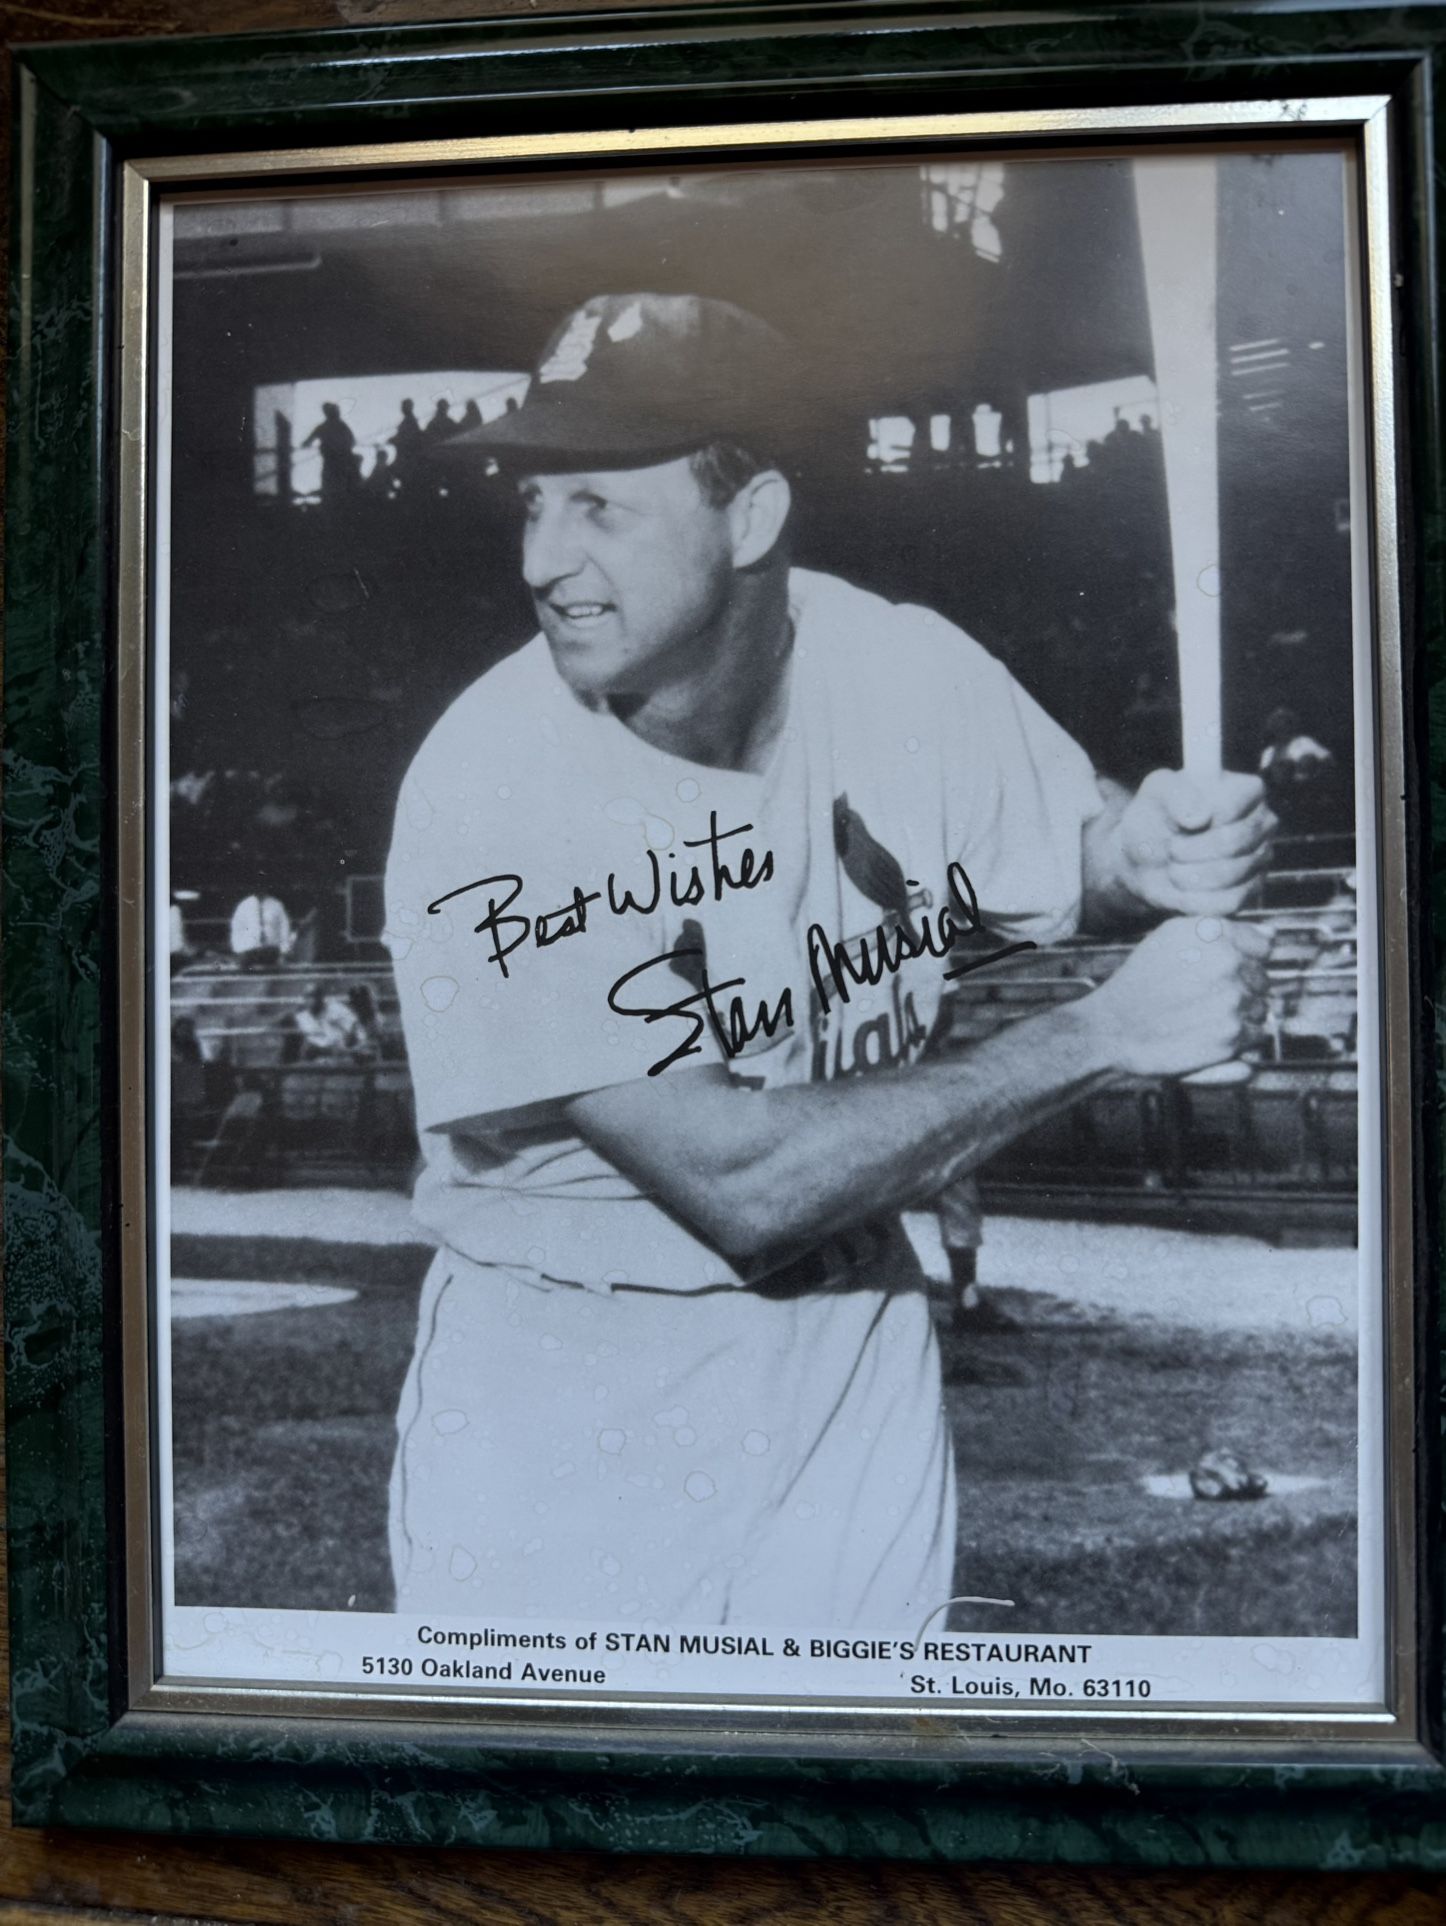 Best Wishes
Stan Musial
Compliments of STAN MUSIAL & BIGGIE'S RESTAURANT
5130 Oakland Avenue St. Louis, Mo. 63110